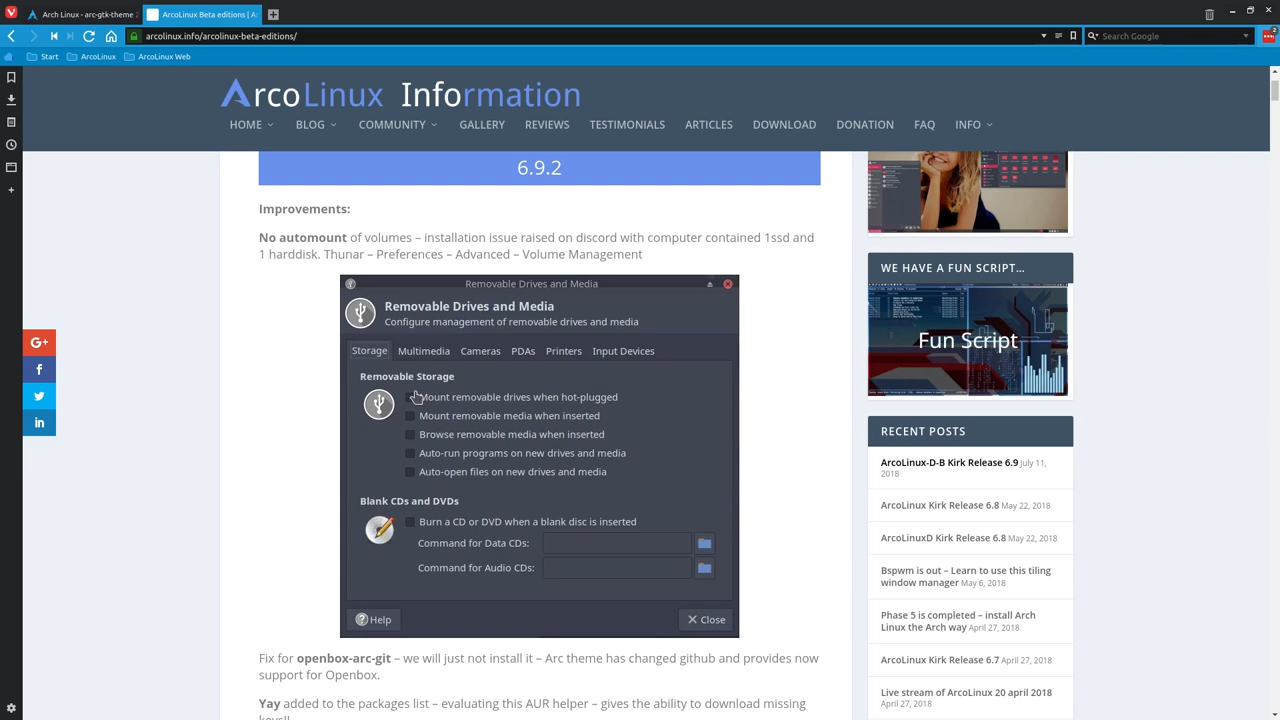 Arch Linux - arc-gtk-theme
ArcoLinux Beta editions | A
arcolinux.info/arcolinux-beta-editions/
Search Google
2
Start
ArcoLinux
ArcoLinux Web
ArcoLinux Information
HOME
BLOG
COMMUNITY
GALLERY
REVIEWS
TESTIMONIALS
ARTICLES
DOWNLOAD
DONATION
FAQ
INFO
6.9.2
Improvements:
No automount of volumes – installation issue raised on discord with computer contained 1ssd and
1 harddisk. Thunar – Preferences – Advanced – Volume Management
Removable Drives and Media
Removable Drives and Media
Configure management of removable drives and media
Storage
Multimedia
Cameras
PDAs
Printers
Input Devices
Removable Storage
Mount removable drives when hot-plugged
Mount removable media when inserted
Browse removable media when inserted
Auto-run programs on new drives and media
Auto-open files on new drives and media
Blank CDs and DVDs
Burn a CD or DVD when a blank disc is inserted
Command for Data CDs:
Command for Audio CDs:
Help
Close
Fix for openbox-arc-git – we will just not install it – Arc theme has changed github and provides now
support for Openbox.
Yay added to the packages list – evaluating this AUR helper – gives the ability to download missing
keys!!
WE HAVE A FUN SCRIPT…
Fun Script
RECENT POSTS
ArcoLinux-D-B Kirk Release 6.9 July 11,
2018
ArcoLinux Kirk Release 6.8 May 22, 2018
ArcoLinuxD Kirk Release 6.8 May 22, 2018
Bspwm is out – Learn to use this tiling
window manager May 6, 2018
Phase 5 is completed – install Arch
Linux the Arch way April 27, 2018
ArcoLinux Kirk Release 6.7 April 27, 2018
Live stream of ArcoLinux 20 april 2018
April 27, 2018